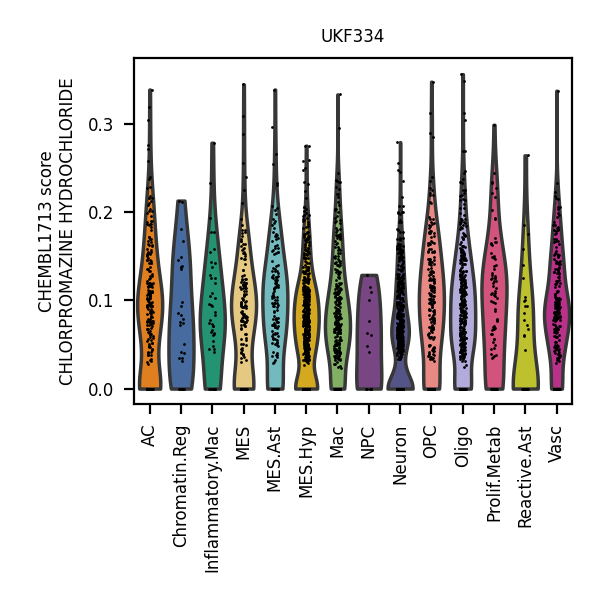 UKF334
CHEMBL1713 score
CHLORPROMAZINE HYDROCHLORIDE
0.3
0.2
0.1
0.0
AC
Chromatin.Reg
Inflammatory.Mac
MES
MES.Ast
MES.Hyp
Mac
NPC
Neuron
OPC
Oligo
Prolif.Metab
Reactive.Ast
Vasc